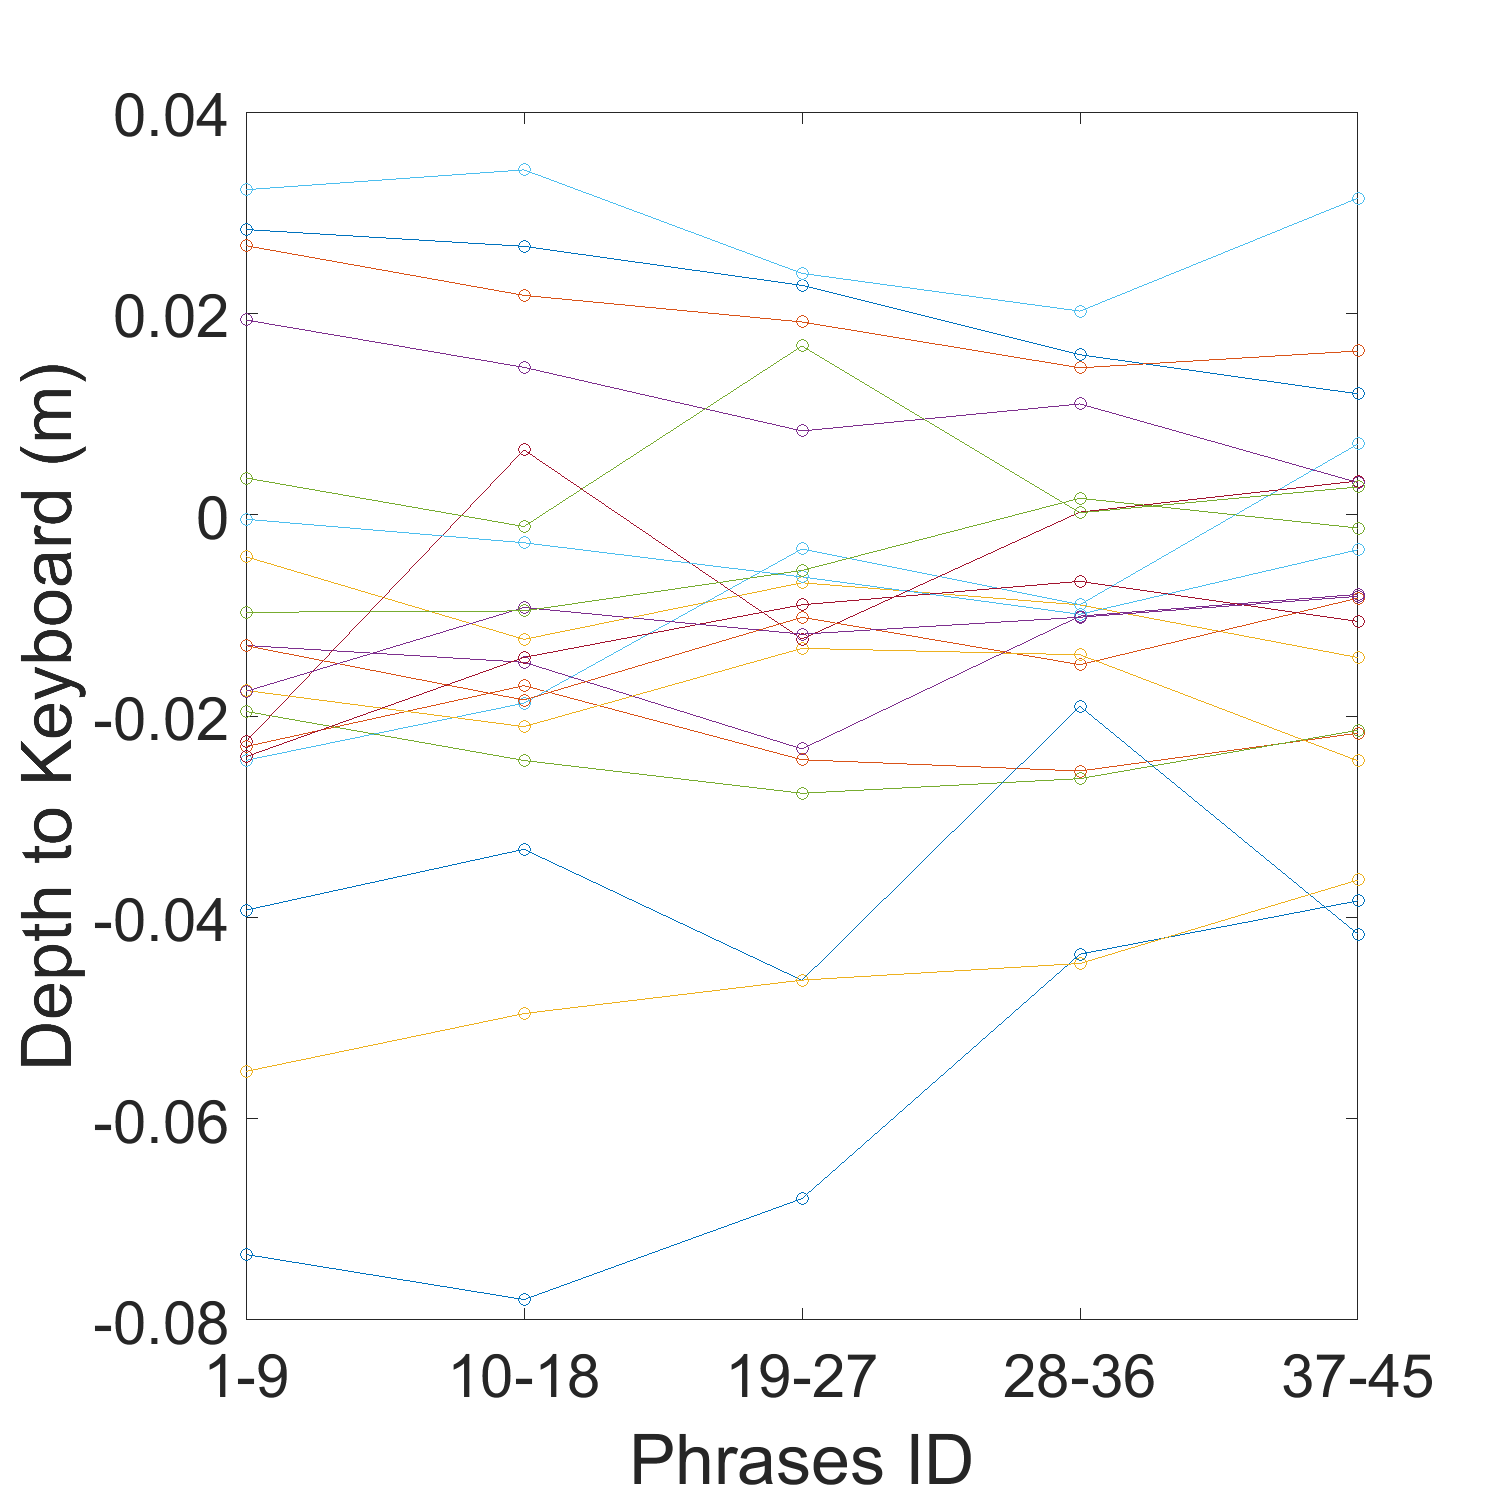 0.04
0.02
0
-0.02
-0.04
-0.06
-0.08
Depth to Keyboard (m)
1-9 10-18 19-27 28-36 37-45
Phrases ID